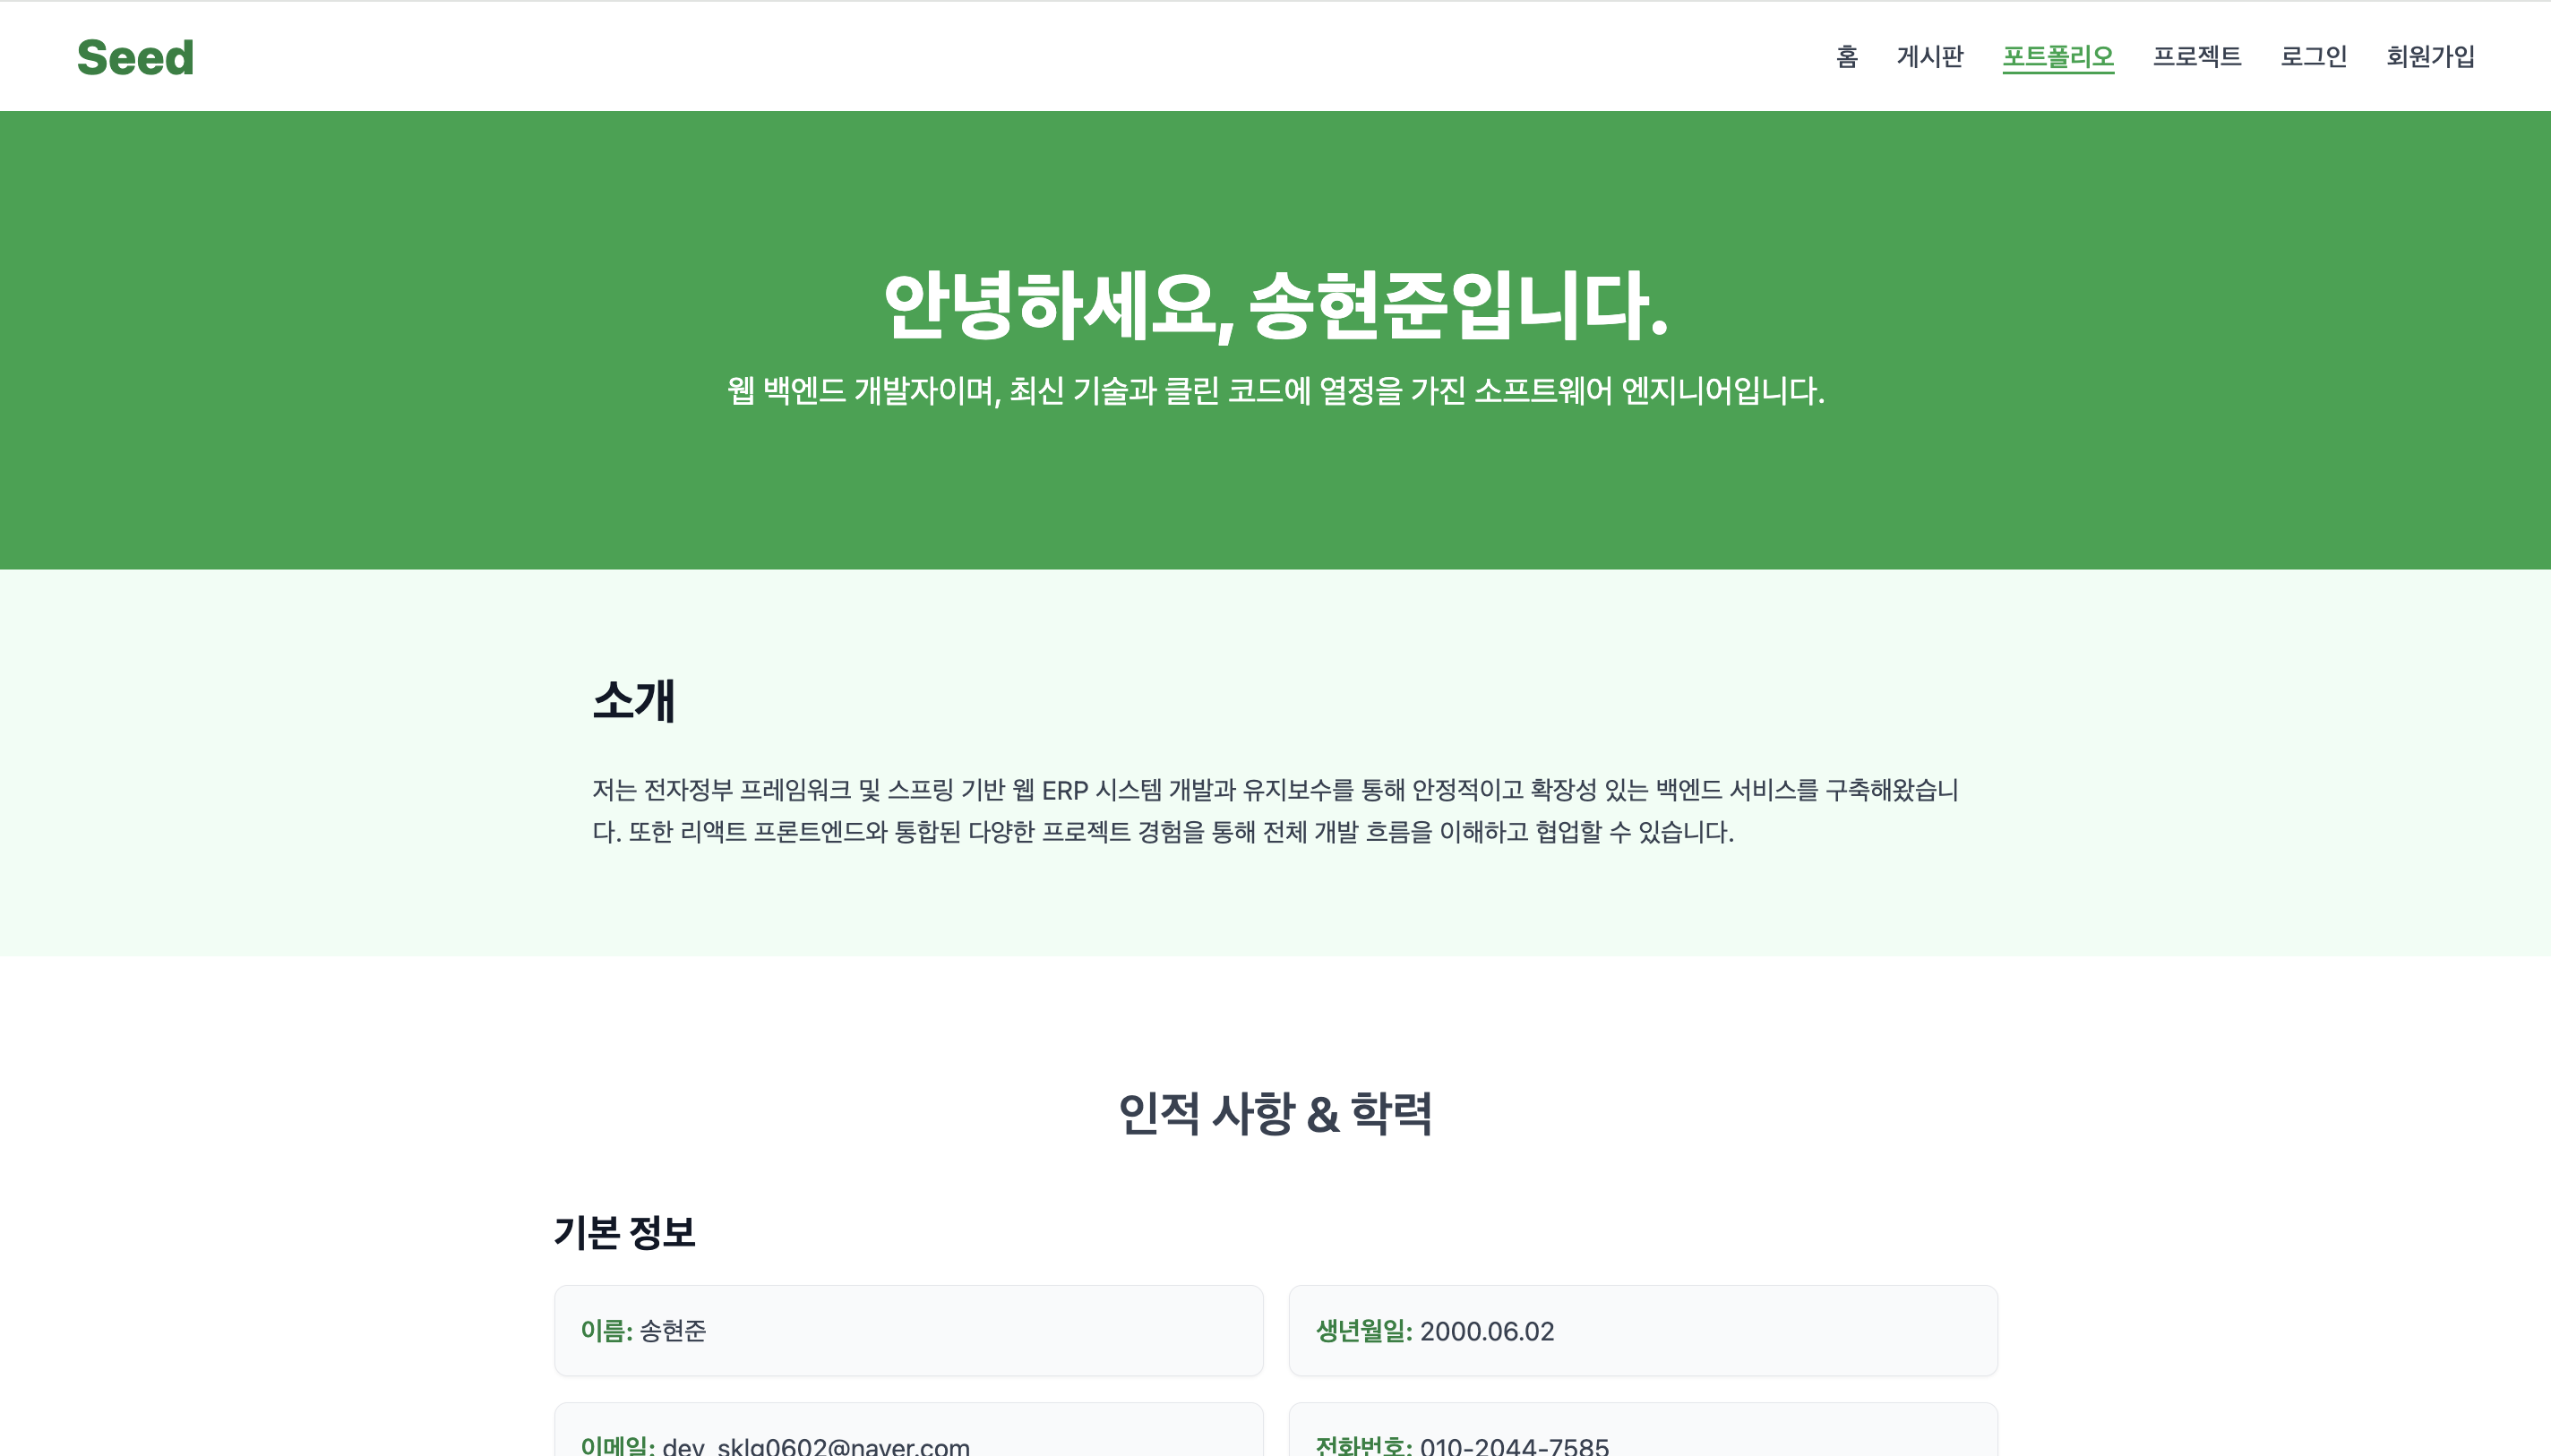 Seed
홈 게시판 포트폴리오 프로젝트 로그인 회원가입
안녕하세요, 송현준입니다.
웹 백엔드 개발자이며, 최신 기술과 클린 코드에 열정을 가진 소프트웨어 엔지니어입니다.
소개
저는 전자정부 프레임워크 및 스프링 기반 웹 ERP 시스템 개발과 유지보수를 통해 안정적이고 확장성 있는 백엔드 서비스를 구축해왔습니
다. 또한 리액트 프론트엔드와 통합된 다양한 프로젝트 경험을 통해 전체 개발 흐름을 이해하고 협업할 수 있습니다.
인적 사항 & 학력
기본 정보
이름: 송현준
생년월일: 2000.06.02
이메일: dev_sklg0602@naver.com
전화번호: 010-2044-7585